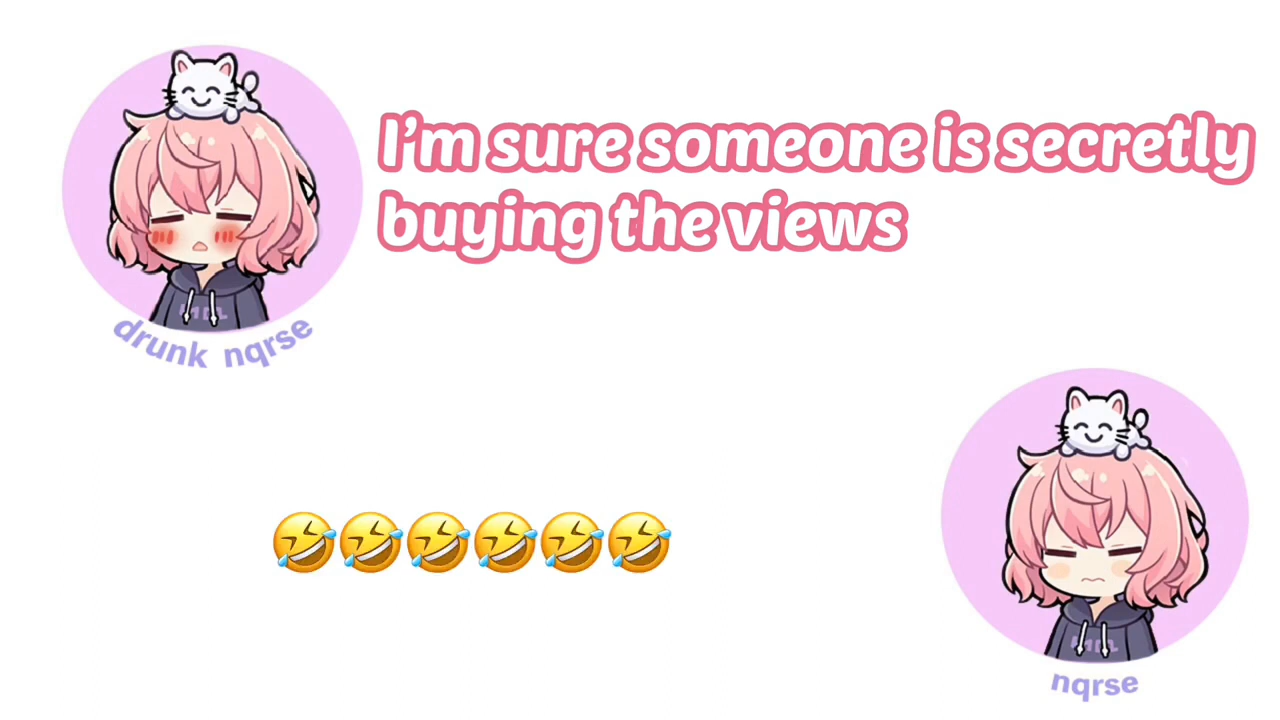 I'm sure someone is secretly
buying the views
drunk nqrse
🤣🤣🤣🤣🤣🤣
nqrse